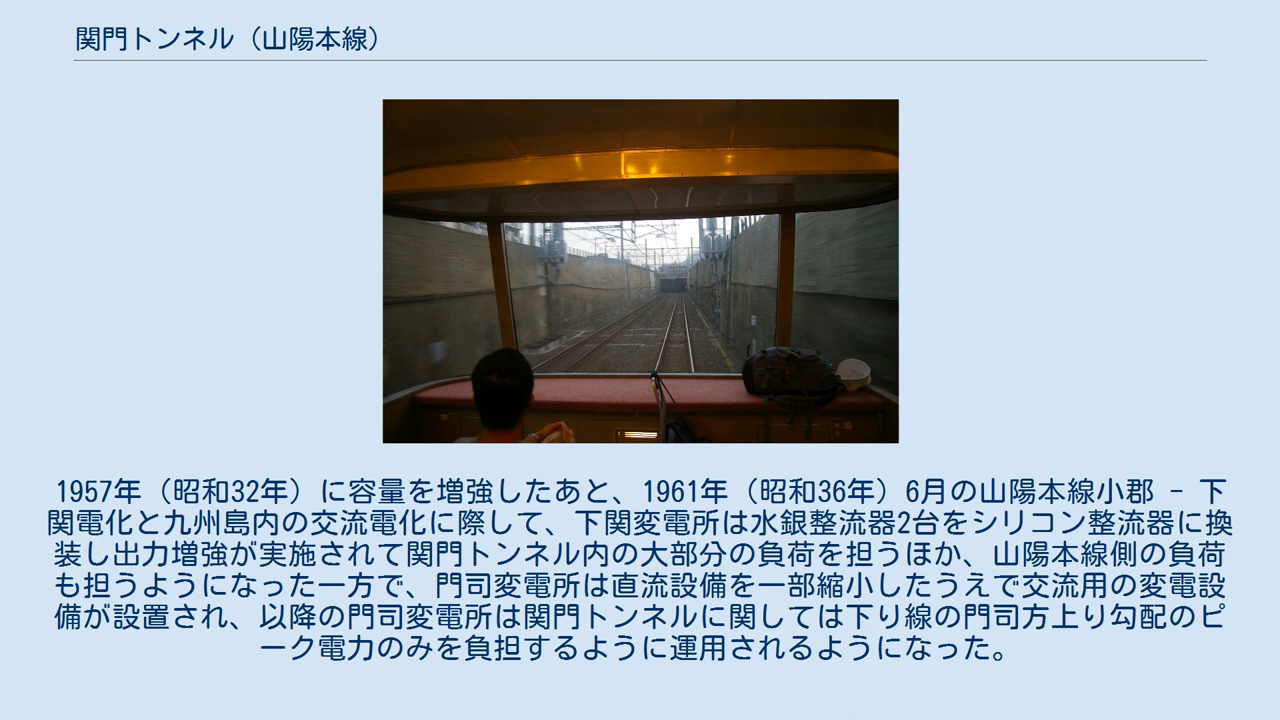 関門トンネル（山陽本線）
1957年（昭和32年）に容量を増強したあと、1961年（昭和36年）6月の山陽本線小郡 - 下
関電化と九州島内の交流電化に際して、下関変電所は水銀整流器2台をシリコン整流器に換
装し出力増強が実施されて関門トンネル内の大部分の負荷を担うほか、山陽本線側の負荷
も担うようになった一方で、門司変電所は直流設備を一部縮小したうえで交流用の変電設
備が設置され、以降の門司変電所は関門トンネルに関しては下り線の門司方上り勾配のピ
ーク電力のみを負担するように運用されるようになった。